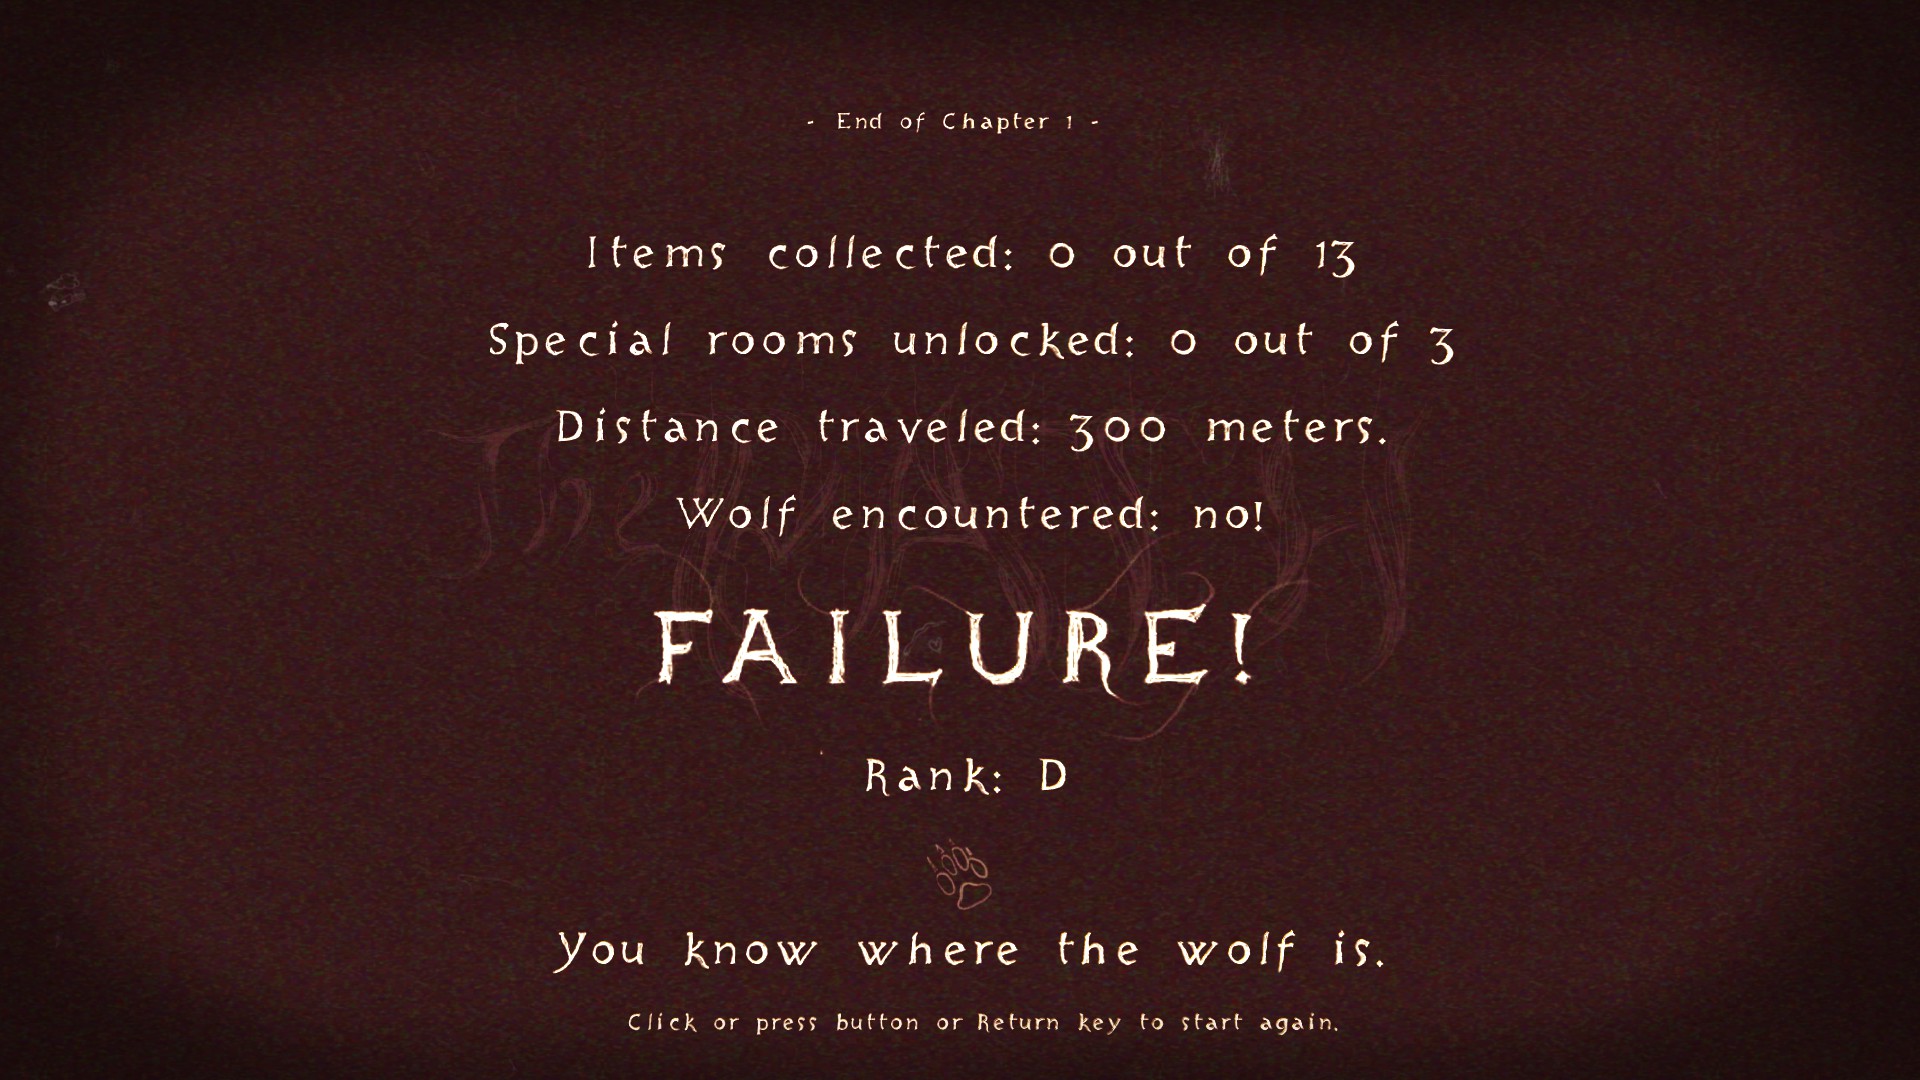 - End of Chapter 1 -
Items collected: 0 out of 13
Special rooms unlocked: 0 out of 3
Distance traveled: 300 meters.
Wolf encountered: no!
The PATH
FAILURE!
Rank: D
You know where the wolf is.
Click or press button or Return key to start again.